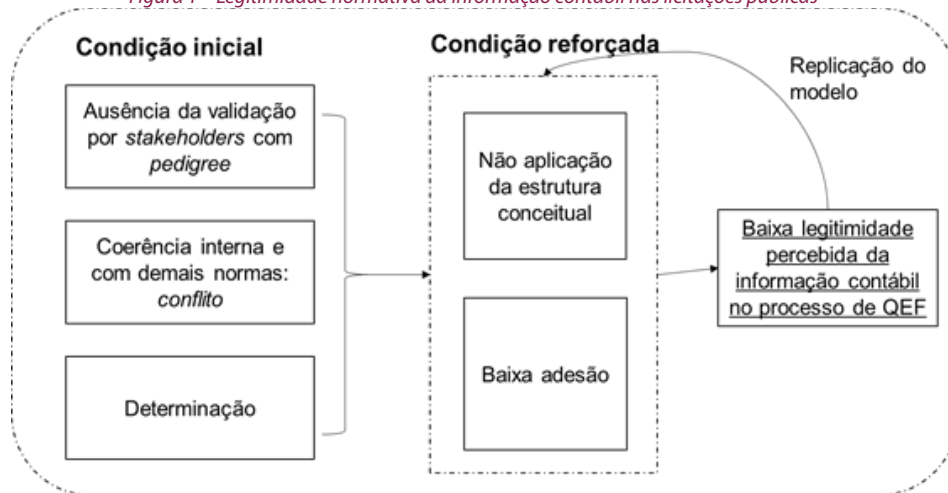 Figura 1 – Legitimidade normativa da informação contábil nas licitações públicas
Condição inicial
Ausência da validação
por stakeholders com
pedigree
Coerência interna e
com demais normas:
conflito
Determinação
Condição reforçada
Não aplicação
da estrutura
conceitual
Baixa adesão
Replicação do
modelo
Baixa legitimidade
percebida da
informação contábil
no processo de QEF